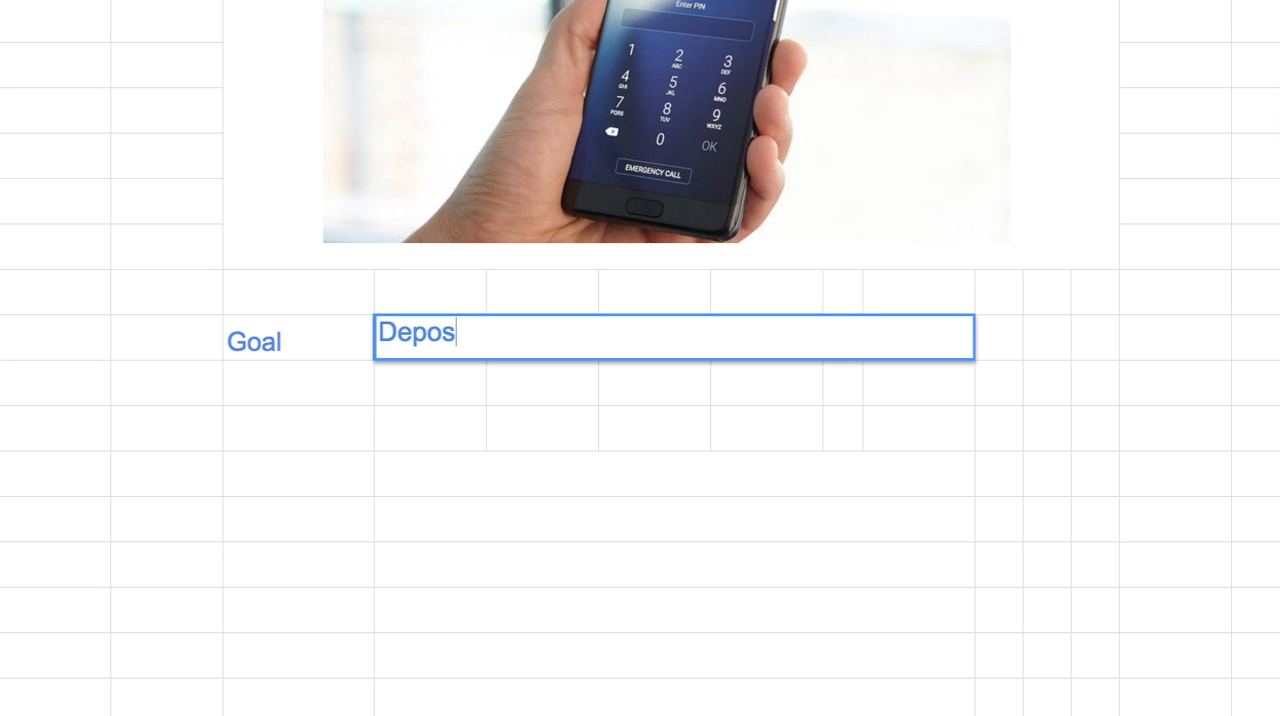 Enter PIN
1 2 ABC 3 DEF
4 GHI 5 JKL 6 MNO
7 PQRS 8 TUV 9 WXYZ
0 OK
EMERGENCY CALL
Goal Depos